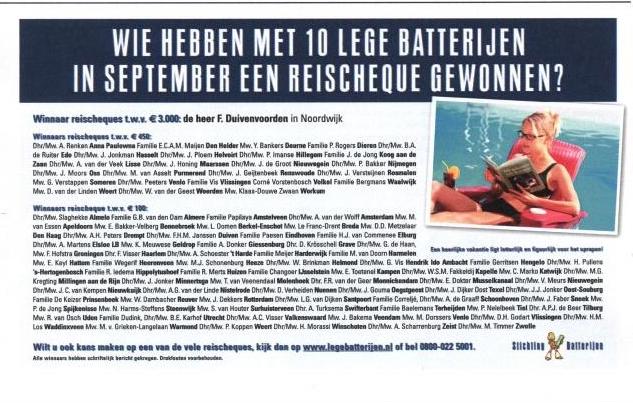 WIE HEBBEN MET 10 LEGE BATTERIJEN
IN SEPTEMBER EEN REISCHEQUE GEWONNEN?
Winnaar reischeques t.w.v. € 3.000: de heer F. Duivenvoorden in Noordwijk
Winnaars reischeques t.w.v. € 450:
Dhr/Mw. A. Renken Anna Paulowna Familie E.C.A.M. Maijen Den Helder Mw. Y. Bankers Deurne Familie P. Rogers Dieren Dhr/Mw. B.A.
de Ruiter Ede Dhr/Mw. J. Jonkman Hasselt Dhr/Mw. J. Ploem Helvoirt Dhr/Mw. P. Imanse Hillegom Familie J. de Jong Koog aan de
Zaan Dhr/Mw. A. van der Veek Lisse Dhr/Mw. J. Honing Maarssen Dhr/Mw. J. de Groot Nieuwegein Dhr/Mw. P. Bakker Nijmegen
Dhr/Mw. J. Moors Oss Dhr/Mw. M. van Asselt Purmerend Dhr/Mw. J. Geijtenbeek Renswoude Dhr/Mw. J. Verstaijnen Rosmalen
Mw. G. Verstappen Someren Dhr/Mw. Peeters Venlo Familie Vis Vlissingen Corné Vorstenbosch Volkel Familie Bergmans Waalwijk
Mw. D. van der Linden Weert Dhr/Mw. W. van der Geest Woerden Mw. Klaas-Douwe Zwaan Workum
Winnaars reischeques t.w.v. € 100:
Dhr/Mw. Slaghekke Almelo Familie G.B. van den Dam Almere Familie Papilaya Amstelveen Dhr/Mw. A. van der Wolff Amsterdam Mw. M.
van Essen Apeldoorn Mw. E. Bakker-Velberg Bennebroek Mw. L. Oomen Berkel-Enschot Mw. Le Franc-Drent Breda Mw. D.D. Metzelaar
Den Haag Dhr/Mw. A.H. Peters Druijt Dhr/Mw. F.H.M. Janssen Duiven Familie Paessen Eindhoven Familie H.J. van Commenee Elburg
Dhr/Mw. A. Martens Elsloo LB Mw. K. Meuwese Geldrop Familie A. Donker Giessenburg Dhr. D. Krösschell Grave Dhr/Mw. G. de Haan,
Mw. F. Hofstra Groningen Dhr. F. Visser Haarlem Dhr/Mw. A. Schoester 't Harde Familie Meijer Harderwijk Familie M. van Doorn Harmelen
Mw. E. Kayl Hattem Familie Wegerif Heerenveen Mw. M.J. Schonenburg Heeze Dhr/Mw. W. Brinkman Helmond Dhr/Mw. G. Vis Hendrik Ido Ambacht Familie Gerritsen Hengelo Dhr/Mw. H. Pullens
's-Hertogenbosch Familie R. Iedema Hippolytushoef Familie R. Merts Huizen Familie Changoer IJsselstein Mw. E. Toetenel Kampen Dhr/Mw. W.S.M. Fakkeldij Kapelle Mw. C. Marko Katwijk Dhr/Mw. M.G.
Kregting Millingen aan de Rijn Dhr/Mw. J. Jonker Minnertsga Mw. T. van Veenendaal Molenhoek Dhr. F.R. van der Geer Monnickendam Dhr/Mw. E. Dokter Musselkanaal Dhr/Mw. V. Meurs Nieuwegein
Dhr/Mw. J.C. van Kempen Nieuwkuijk Dhr/Mw. A.G. van der Linde Nistelrode Dhr/Mw. D. Verheiden Nuenen Dhr/Mw. J. Gouma Oegstgeest Dhr/Mw. J. Dijker Oost Texel Dhr/Mw. J.J. Jonker Oost-Souburg
Familie De Keizer Prinsenbeek Mw. W. Dambacher Reuver Mw. J. Dekkers Rotterdam Dhr/Mw. L.G. van Dijken Santpoort Familie Correljé, Dhr/Mw. A. de Graaff Schoonhoven Dhr/Mw. J. Faber Sneek Mw.
P. de Jong Spijkenisse Mw. N. Harms-Steffens Steenwijk Mw. S. van Houter Surhuisterveen Dhr. A. Turksema Swifterbant Familie Baelemans Terheijden Mw. P. Nelelbeek Tiel Dhr. A.P.J. de Beer Tilburg
Mw. R. van Osch Uden Familie Dudink, Dhr/Mw. B.E. Karhof Utrecht Dhr/Mw. A.C. Visser Valkenswaard Mw. J. Bakema Veendam Mw. M. Dorssers Venlo Dhr/Mw. D.H. Godart Vlissingen Dhr/Mw. H.M.
Los Waddinxveen Mw. M. v. Grieken-Langelaan Warmond Dhr/Mw. P. Koppen Weert Dhr/Mw. H. Morassi Winschoten Dhr/Mw. A. Scharrenburg Zeist Dhr/Mw. M. Timmer Zwolle
Een heerlijke vakantie ligt letterlijk en figuurlijk voor het oprapen!
Wilt u ook kans maken op een van de vele reischeques, kijk dan op www.legebatterijen.nl of bel 0800-022 5001.
Alle winnaars hebben schriftelijk bericht gekregen. Drukfouten voorbehouden.
Stichting Batterijen